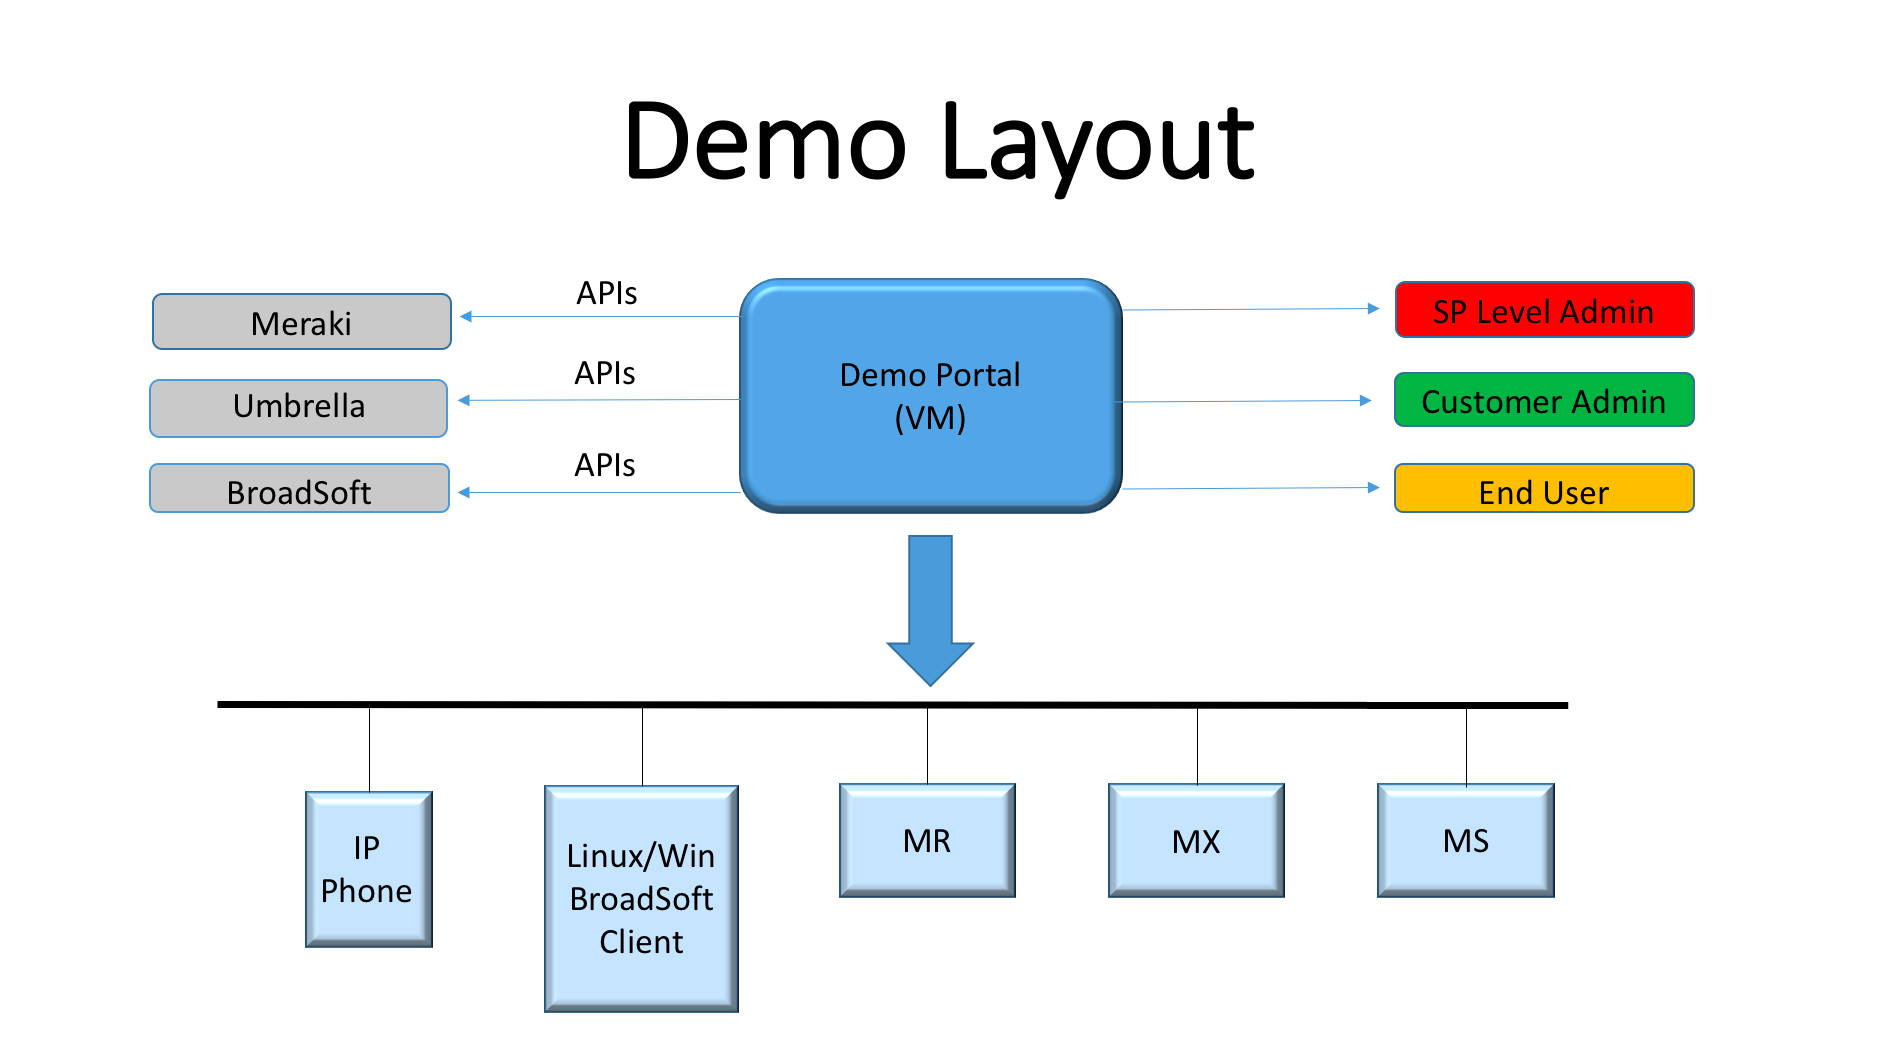 Demo Layout
APIs
Meraki
SP Level Admin
APIs
Umbrella
Demo Portal
(VM)
Customer Admin
APIs
BroadSoft
End User
IP
Phone
Linux/Win
BroadSoft
Client
MR
MX
MS